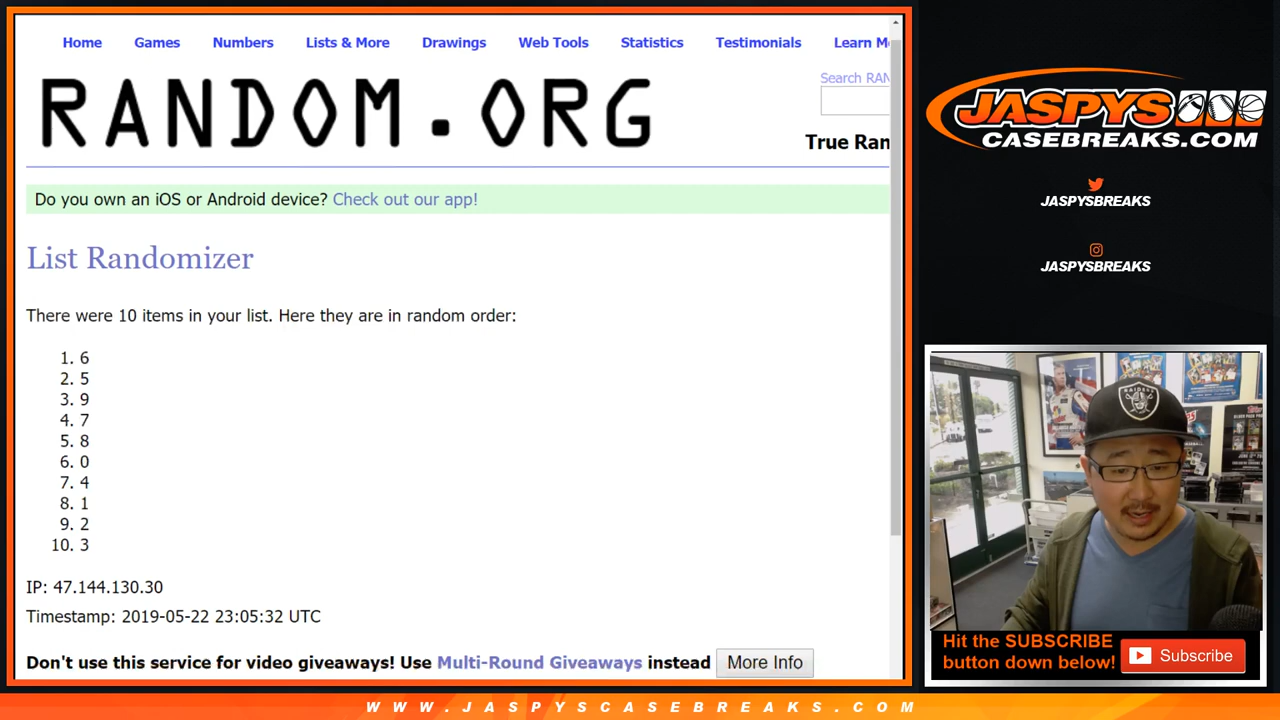 Home Games Numbers Lists & More Drawings Web Tools Statistics Testimonials Learn M
RANDOM.ORG
Search RAN
True Ran
Do you own an iOS or Android device? Check out our app!
List Randomizer
There were 10 items in your list. Here they are in random order:
1. 6
2. 5
3. 9
4. 7
5. 8
6. 0
7. 4
8. 1
9. 2
10. 3
IP: 47.144.130.30
Timestamp: 2019-05-22 23:05:32 UTC
Don't use this service for video giveaways! Use Multi-Round Giveaways instead More Info
JASPYS
CASEBREAKS.COM
JASPYSBREAKS
JASPYSBREAKS
RAIDERS
Hit the SUBSCRIBE
button down below!
Subscribe
WWW.JASPYSCASEBREAKS.COM